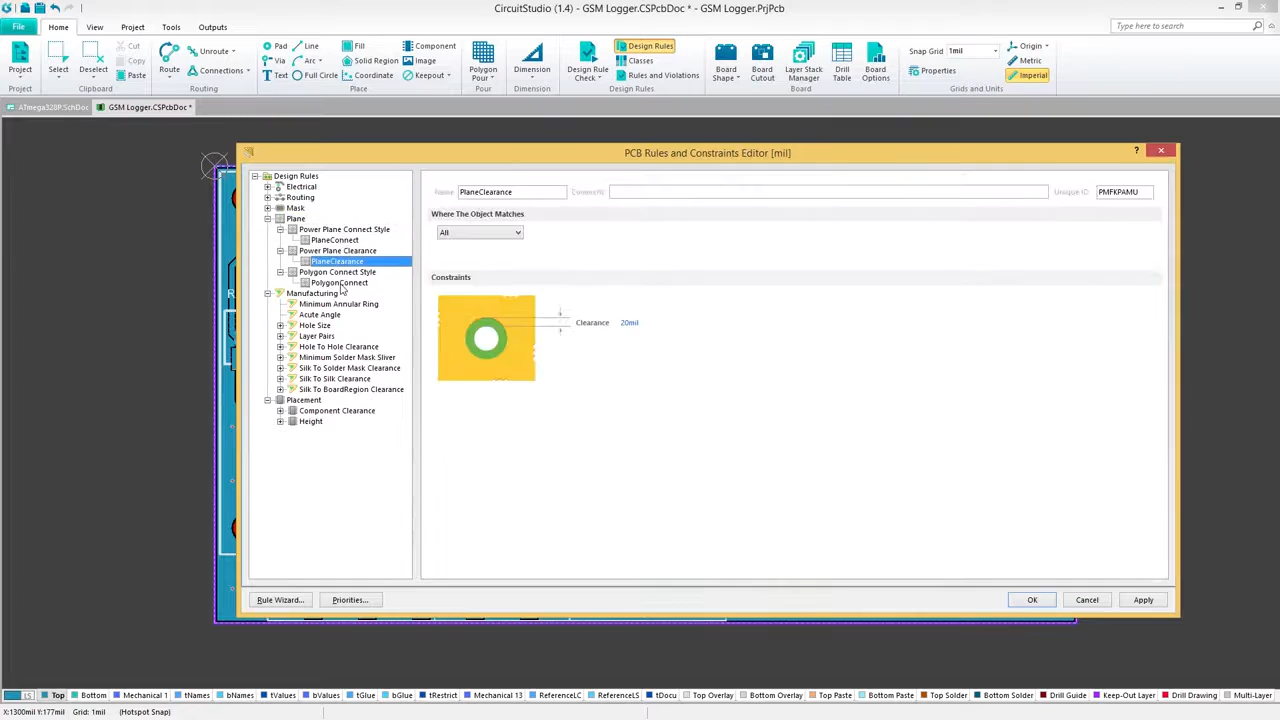 CircuitStudio (1.4) - GSM Logger.CSPcbDoc * - GSM Logger.PrjPcb
File Home View Project Tools Outputs
Type here to search
Project Select Deselect Cut Copy Paste
Route Unroute Connections
Pad Line Fill Component
Via Arc Solid Region Image
Text Full Circle Coordinate Keepout
Polygon Pour Dimension Design Rule Check
Design Rules
Classes
Rules and Violations
Board Shape Board Cutout Layer Stack Manager Drill Table Board Options
Snap Grid 1mil Origin
Properties Metric
Imperial
Project Clipboard Routing Place Pour Dimension Design Rules Board Grids and Units
ATmega328P.SchDoc GSM Logger.CSPcbDoc *
PCB Rules and Constraints Editor [mil]
Design Rules
Electrical
Routing
Mask
Plane
Power Plane Connect Style
PlaneConnect
Power Plane Clearance
PlaneClearance
Polygon Connect Style
PolygonConnect
Manufacturing
Minimum Annular Ring
Acute Angle
Hole Size
Layer Pairs
Hole To Hole Clearance
Minimum Solder Mask Sliver
Silk To Solder Mask Clearance
Silk To Silk Clearance
Silk To BoardRegion Clearance
Placement
Component Clearance
Height
Name PlaneClearance Comment Unique ID PMFKPAMU
Where The Object Matches
All
Constraints
Clearance 20mil
R
Rule Wizard... Priorities... OK Cancel Apply
LS Top Bottom Mechanical 1 tNames bNames tValues bValues tGlue bGlue tRestrict Mechanical 13 ReferenceLC ReferenceLS tDocu Top Overlay Bottom Overlay Top Paste Bottom Paste Top Solder Bottom Solder Drill Guide Keep-Out Layer Drill Drawing Multi-Layer
X:1300mil Y:177mil Grid: 1mil (Hotspot Snap)